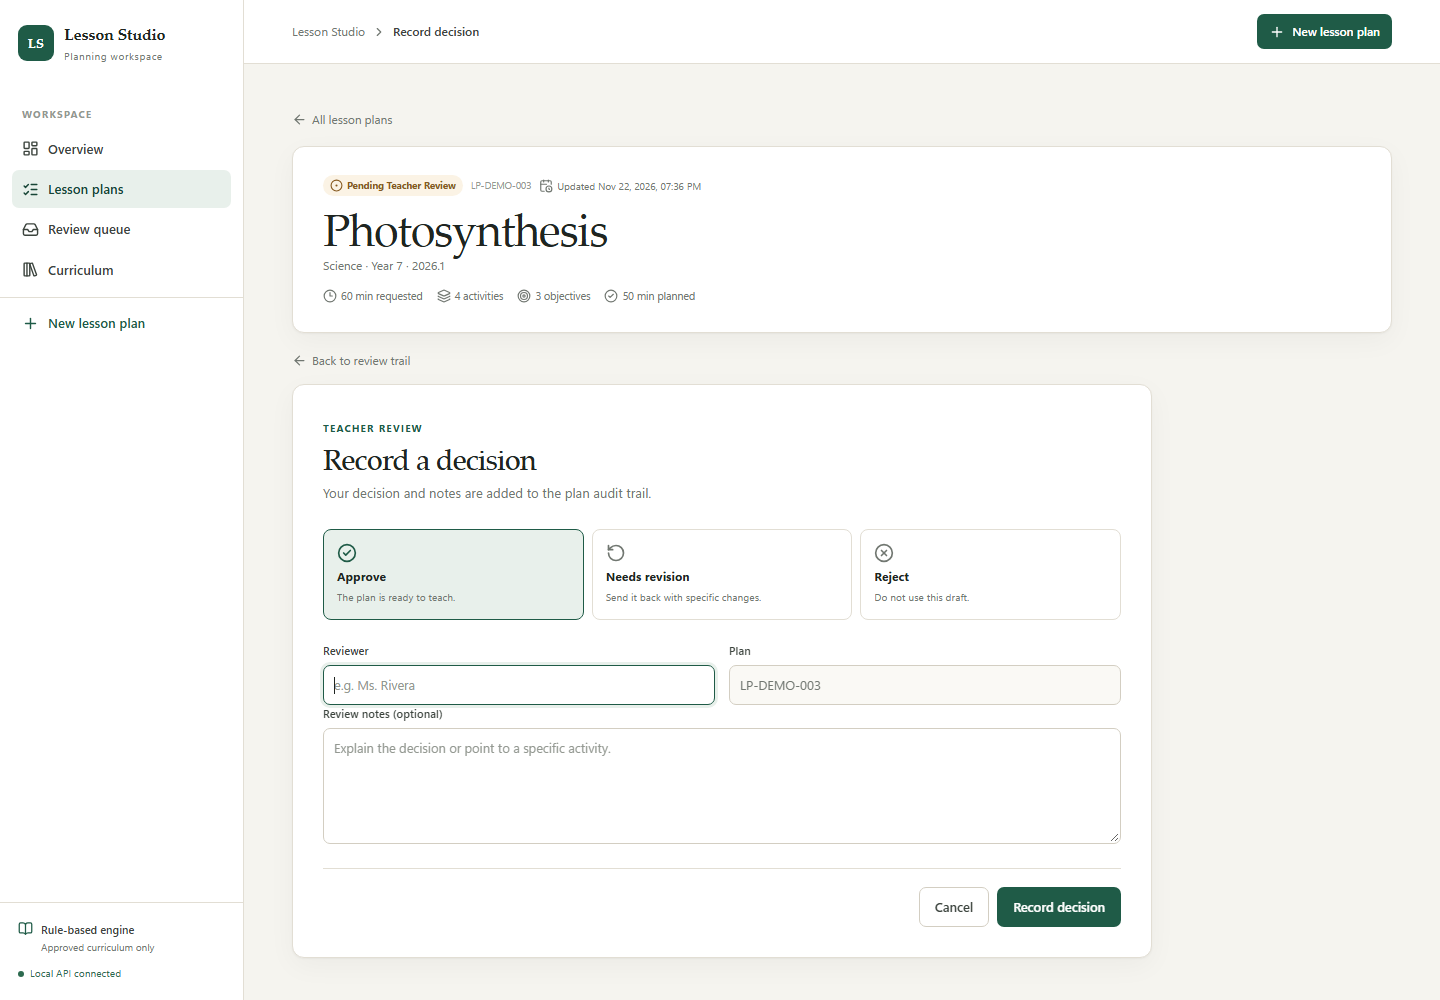 LS
Lesson Studio
Planning workspace
WORKSPACE
Overview
Lesson plans
Review queue
Curriculum
New lesson plan
Rule-based engine
Approved curriculum only
Local API connected
Lesson Studio > Record decision
New lesson plan
All lesson plans
Pending Teacher Review LP-DEMO-003 Updated Nov 22, 2026, 07:36 PM
Photosynthesis
Science · Year 7 · 2026.1
60 min requested 4 activities 3 objectives 50 min planned
Back to review trail
TEACHER REVIEW
Record a decision
Your decision and notes are added to the plan audit trail.
Approve
The plan is ready to teach.
Needs revision
Send it back with specific changes.
Reject
Do not use this draft.
Reviewer
e.g. Ms. Rivera
Plan
LP-DEMO-003
Review notes (optional)
Explain the decision or point to a specific activity.
Cancel
Record decision